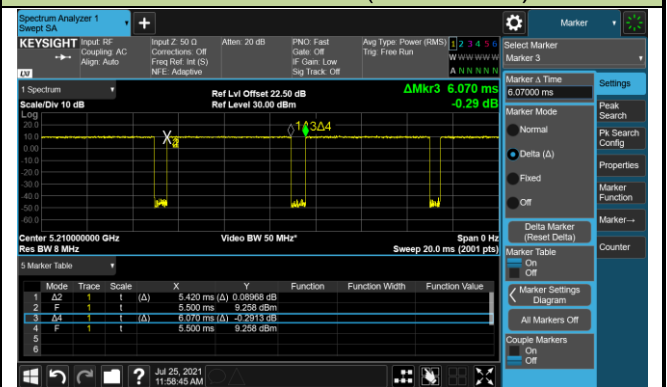 Spectrum Analyzer 1
Swept SA
+
Marker
KEYSIGHT Input: RF Input Z: 50 Ω Atten: 20 dB PNO: Fast Avg Type: Power (RMS) 1 2 3 4 5 6
Coupling: AC Corrections: Off Gate: Off Trig: Free Run W W W W W W
Align: Auto Freq Ref: Int (S) IF Gain: Low
NFE: Adaptive Sig Track: Off A N N N N N
LXI
Select Marker
Marker 3
1 Spectrum
Ref Lvl Offset 22.50 dB ΔMkr3 6.070 ms
Scale/Div 10 dB Ref Level 30.00 dBm -0.29 dB
Log
20.0
10.0
0.00
-10.0
-20.0
-30.0
-40.0
-50.0
-60.0
X2 1Δ3Δ4
Center 5.210000000 GHz Video BW 50 MHz* Span 0 Hz
Res BW 8 MHz Sweep 20.0 ms (2001 pts)
5 Marker Table
Mode Trace Scale X Y Function Function Width Function Value
1 Δ2 1 t (Δ) 5.420 ms (Δ) 0.08968 dB
2 F 1 t 5.500 ms 9.258 dBm
3 Δ4 1 t (Δ) 6.070 ms (Δ) -0.2913 dB
4 F 1 t 5.500 ms 9.258 dBm
5
6
Marker Δ Time
6.07000 ms
Marker Mode
Normal
Delta (Δ)
Fixed
Off
Delta Marker
(Reset Delta)
Marker Table
On
Off
Marker Settings
Diagram
All Markers Off
Couple Markers
On
Off
Settings
Peak
Search
Pk Search
Config
Properties
Marker
Function
Marker→
Counter
? Jul 25, 2021
11:58:45 AM